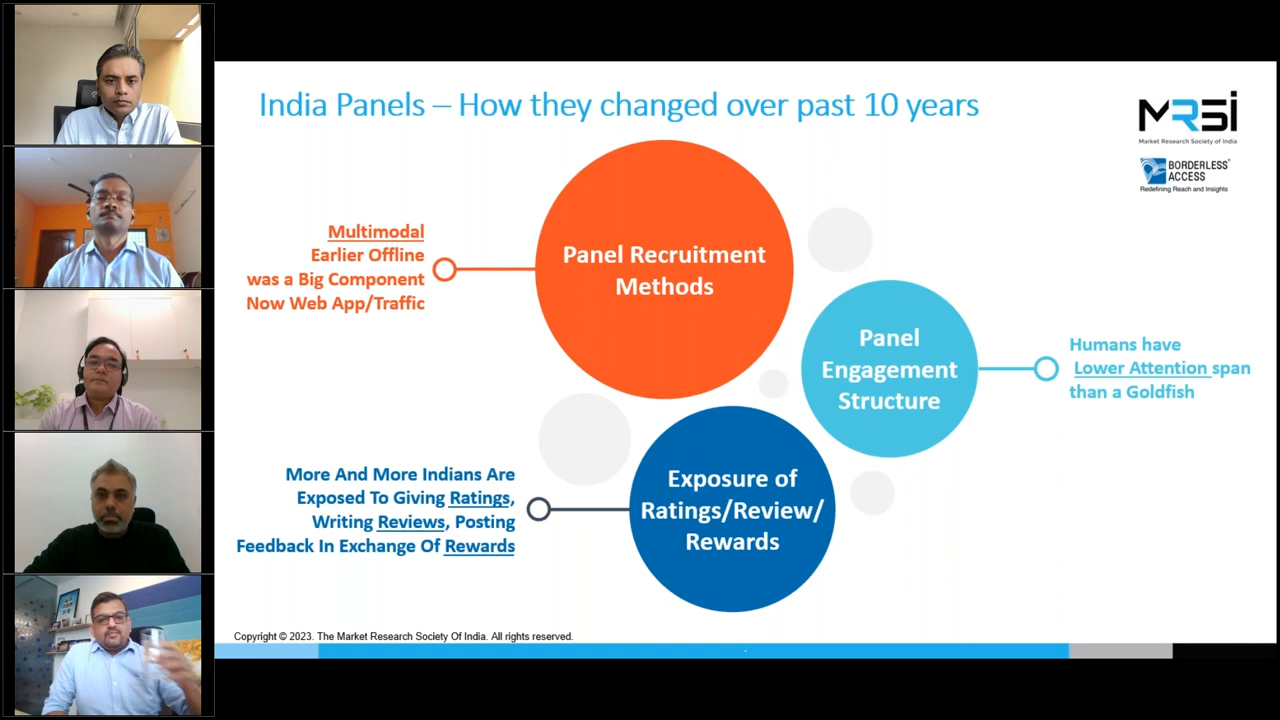 India Panels – How they changed over past 10 years
MRSI
Market Research Society of India
BORDERLESS
ACCESS
Redefining Reach and Insights
Multimodal
Earlier Offline
was a Big Component
Now Web App/Traffic
Panel Recruitment
Methods
Panel
Engagement
Structure
Humans have
Lower Attention span
than a Goldfish
More And More Indians Are
Exposed To Giving Ratings,
Writing Reviews, Posting
Feedback In Exchange Of Rewards
Exposure of
Ratings/Review/
Rewards
Copyright © 2023. The Market Research Society Of India. All rights reserved.